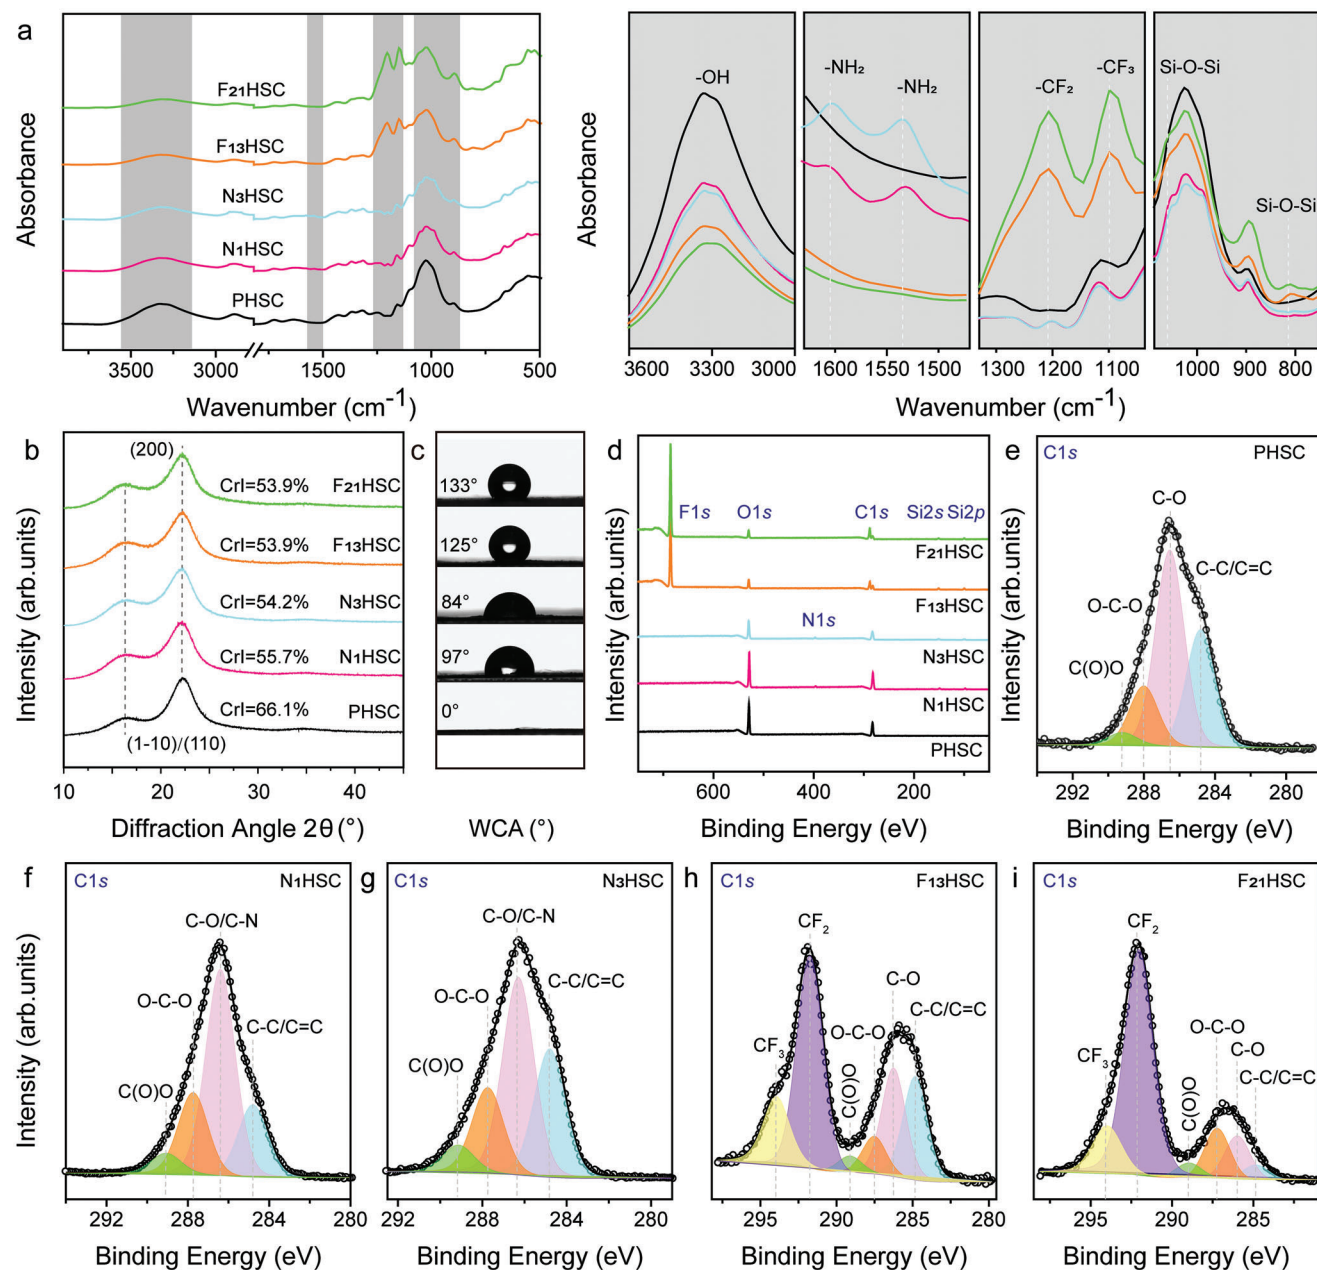 a
F₂₁HSC
F₁₃HSC
N₃HSC
N₁HSC
PHSC
Absorbance
3500 3000 1500 1000 500
Wavenumber (cm⁻¹)
-OH
-NH₂
-NH₂
-CF₂
-CF₃
Si-O-Si
Si-O-Si
Absorbance
3600 3300 3000 1600 1550 1500 1300 1200 1100 1000 900 800
Wavenumber (cm⁻¹)
b
(200)
CrI=53.9% F₂₁HSC
CrI=53.9% F₁₃HSC
CrI=54.2% N₃HSC
CrI=55.7% N₁HSC
CrI=66.1% PHSC
(1-10)/(110)
Intensity (arb.units)
10 20 30 40
Diffraction Angle 2θ (°)
c
133°
125°
84°
97°
0°
WCA (°)
d
F1s O1s C1s Si2s Si2p
F₂₁HSC
F₁₃HSC
N1s
N₃HSC
N₁HSC
PHSC
Intensity (arb.units)
600 400 200
Binding Energy (eV)
e
C1s PHSC
C-O
C-C/C=C
O-C-O
C(O)O
Intensity (arb.units)
292 288 284 280
Binding Energy (eV)
f
C1s N₁HSC
C-O/C-N
O-C-O
C-C/C=C
C(O)O
Intensity (arb.units)
292 288 284 280
Binding Energy (eV)
g
C1s N₃HSC
C-O/C-N
O-C-O
C-C/C=C
C(O)O
292 288 284 280
Binding Energy (eV)
h
C1s F₁₃HSC
CF₂
C-O
O-C-O
C-C/C=C
CF₃
C(O)O
295 290 285 280
Binding Energy (eV)
i
C1s F₂₁HSC
CF₂
O-C-O
CF₃
C-O
C-C/C=C
C(O)O
295 290 285
Binding Energy (eV)